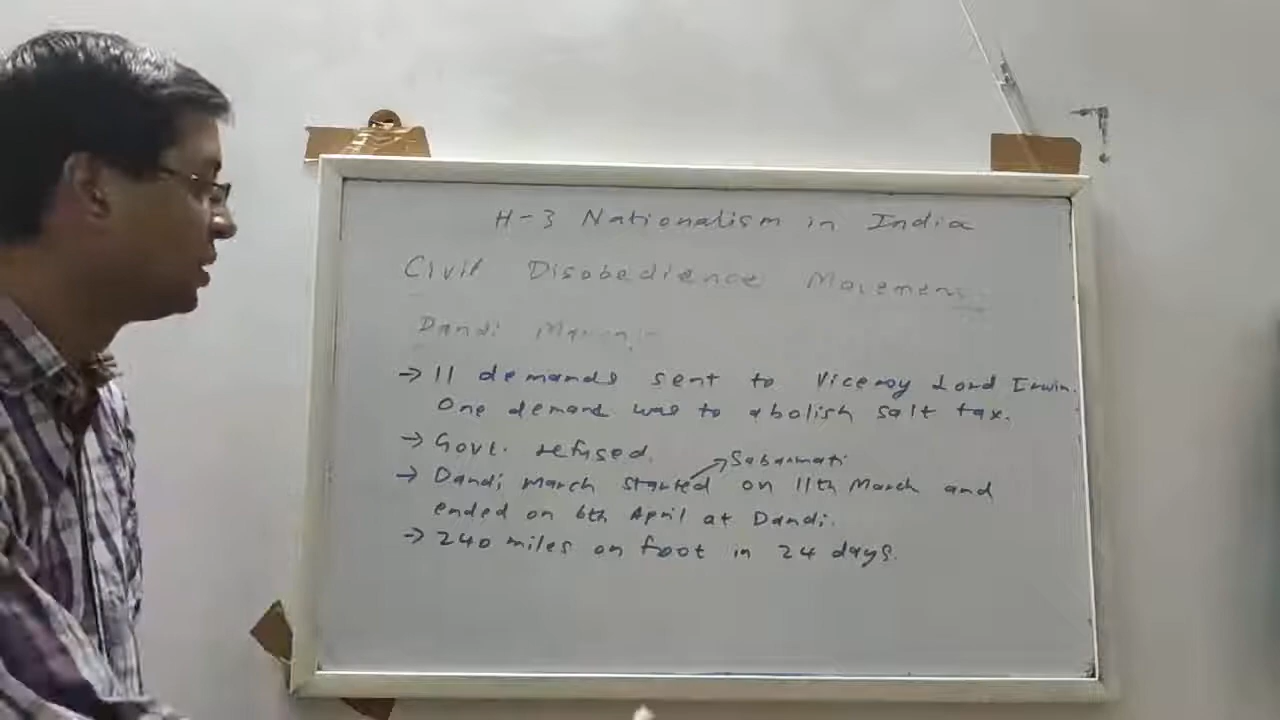 H-3 Nationalism in India
Civil Disobedience Movement
Dandi March
→ 11 demands sent to Viceroy Lord Irwin.
One demand was to abolish salt tax.
→ Govt. refused.
→ Sabarmati
→ Dandi March started on 11th March and
ended on 6th April at Dandi.
→ 240 miles on foot in 24 days.